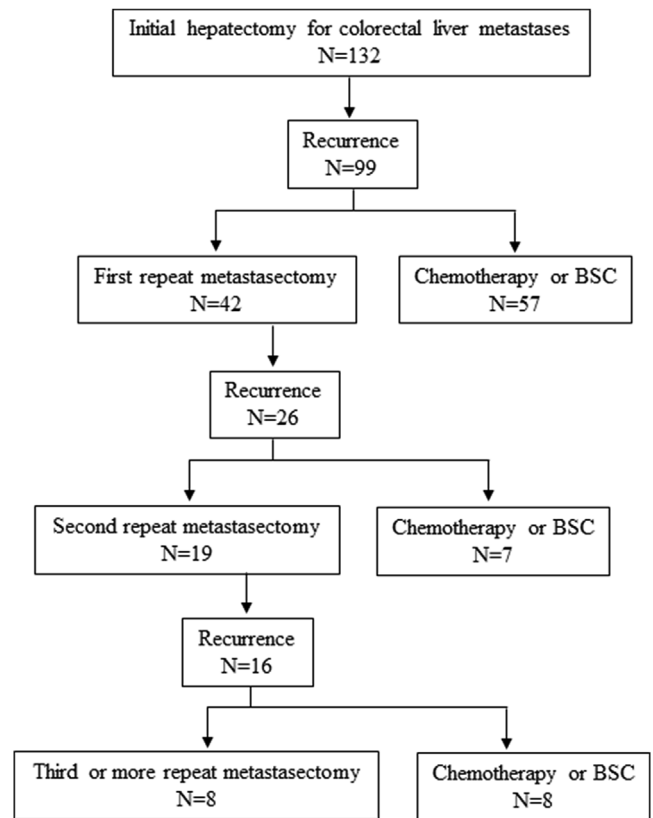 Initial hepatectomy for colorectal liver metastases
N=132
Recurrence
N=99
First repeat metastasectomy
N=42
Chemotherapy or BSC
N=57
Recurrence
N=26
Second repeat metastasectomy
N=19
Chemotherapy or BSC
N=7
Recurrence
N=16
Third or more repeat metastasectomy
N=8
Chemotherapy or BSC
N=8